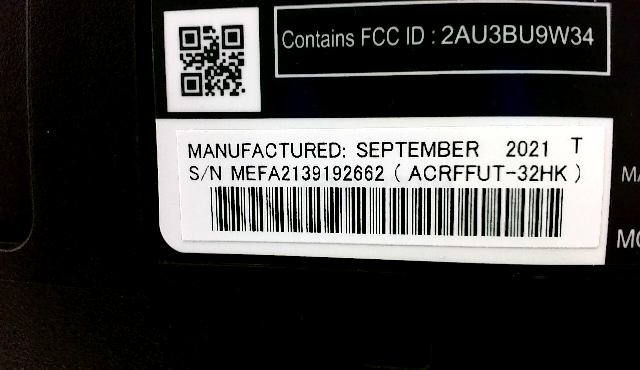 Contains FCC ID : 2AU3BU9W34
MANUFACTURED: SEPTEMBER 2021 T
S/N MEFA2139192662 ( ACRFFUT-32HK )